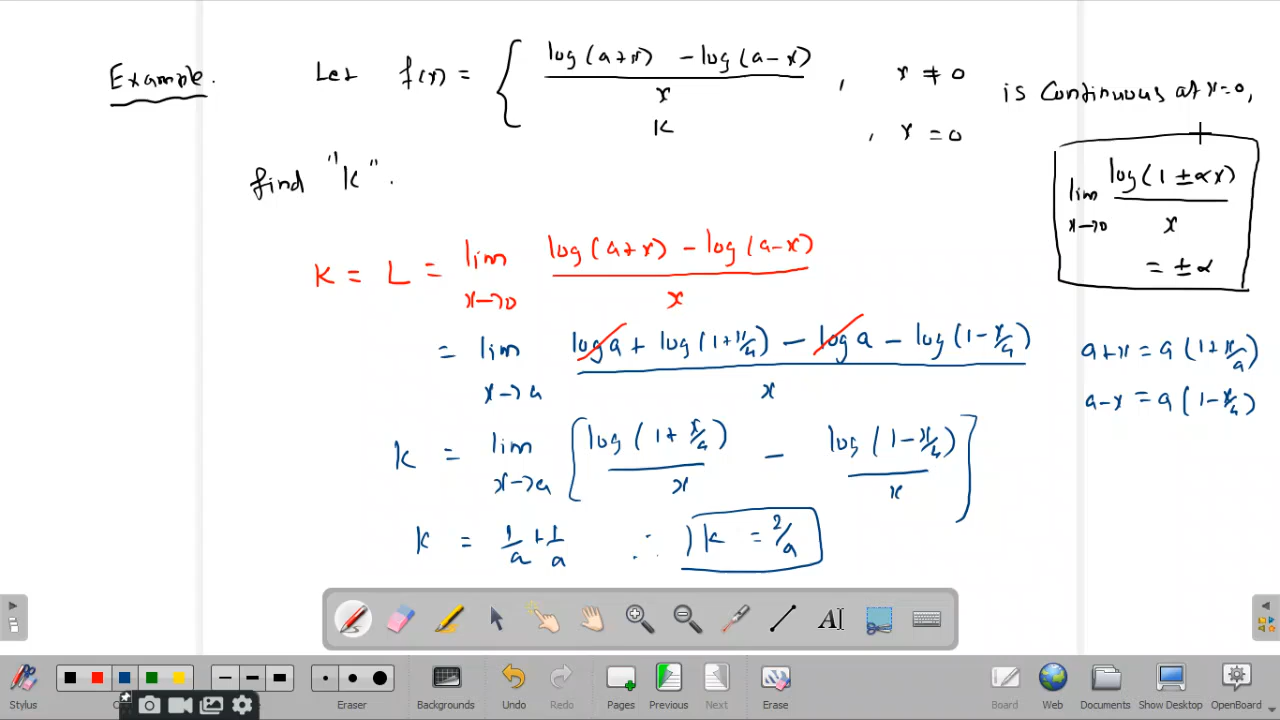 Example. Let f(x) = { log(a+x) - log(a-x) / x , x ≠ 0
k , x = 0
is continuous at x=0,
find "k".
lim x→0 log(1 ± αx) / x
= ± α
k = L = lim x→0 log(a+x) - log(a-x) / x
= lim x→a log a + log(1+x/a) - log a - log(1-x/a) / x
a+x = a(1+x/a)
a-x = a(1-x/a)
k = lim x→a [ log(1+x/a) / x - log(1-x/a) / x ]
k = 1/a + 1/a ∴ k = 2/a
Stylus Eraser Backgrounds Undo Redo Pages Previous Next Erase Board Web Documents Show Desktop OpenBoard